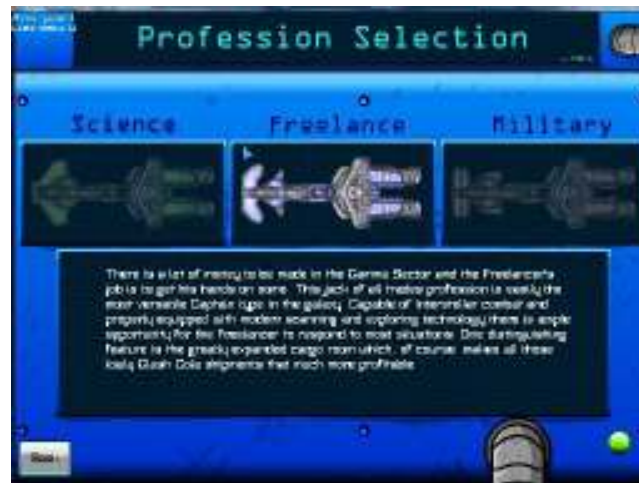 Profession Selection
Science Freelance Military
There is a lot of money to be made in the Gamma Sector and the Freelancer's
job is to get his hands on some. This jack of all trades profession is easily the
most versatile Captain type in the galaxy. Capable of interstellar combat and
properly equipped with modern scanning and exploring technology there is ample
opportunity for the Freelancer to respond to most situations. One distinguishing
feature is the greatly expanded cargo room which, of course, makes all those
shipments that much more profitable.